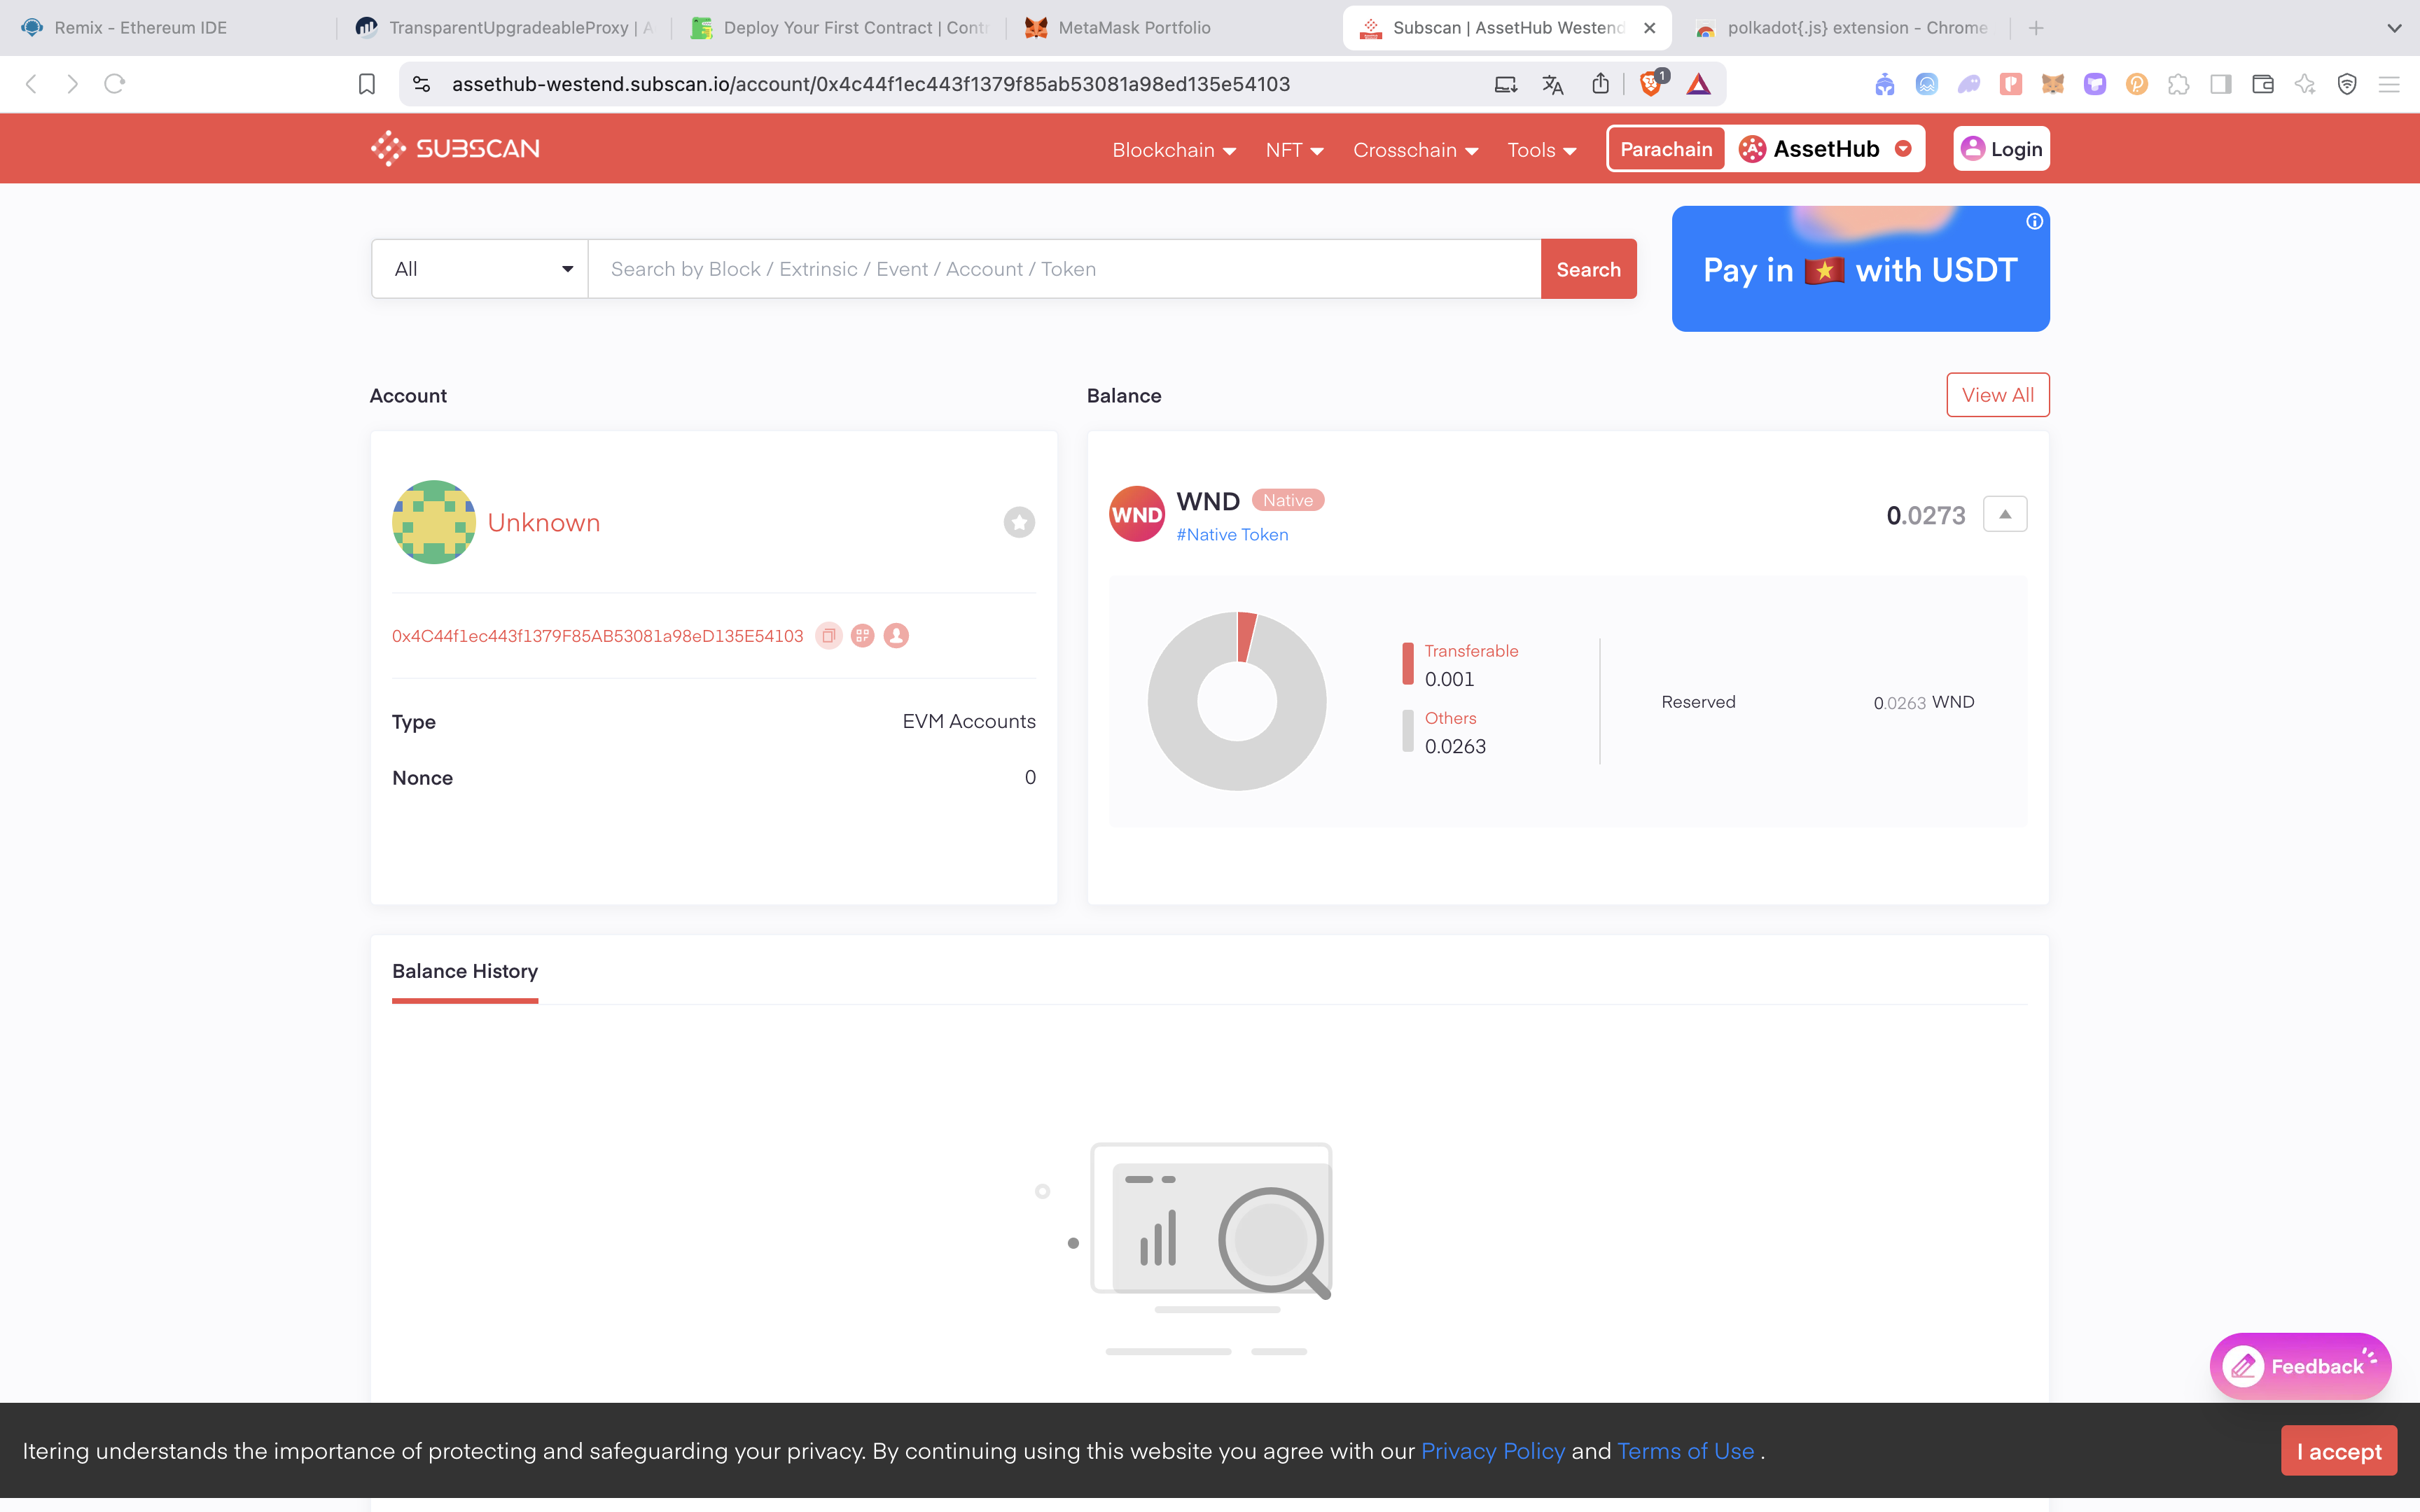 Remix - Ethereum IDE
TransparentUpgradeableProxy | A
Deploy Your First Contract | Contr
MetaMask Portfolio
Subscan | AssetHub Westend
polkadot{.js} extension - Chrome
assethub-westend.subscan.io/account/0x4c44f1ec443f1379f85ab53081a98ed135e54103
1
SUBSCAN
Blockchain
NFT
Crosschain
Tools
Parachain
AssetHub
Login
All
Search by Block / Extrinsic / Event / Account / Token
Search
Pay in 🇻🇳 with USDT
Account
Balance
View All
Unknown
WND
WND
Native
#Native Token
0.0273
0x4C44f1ec443f1379F85AB53081a98eD135E54103
Transferable
0.001
Others
0.0263
Reserved
0.0263 WND
Type
EVM Accounts
Nonce
0
Balance History
Feedback
Itering understands the importance of protecting and safeguarding your privacy. By continuing using this website you agree with our Privacy Policy and Terms of Use .
I accept